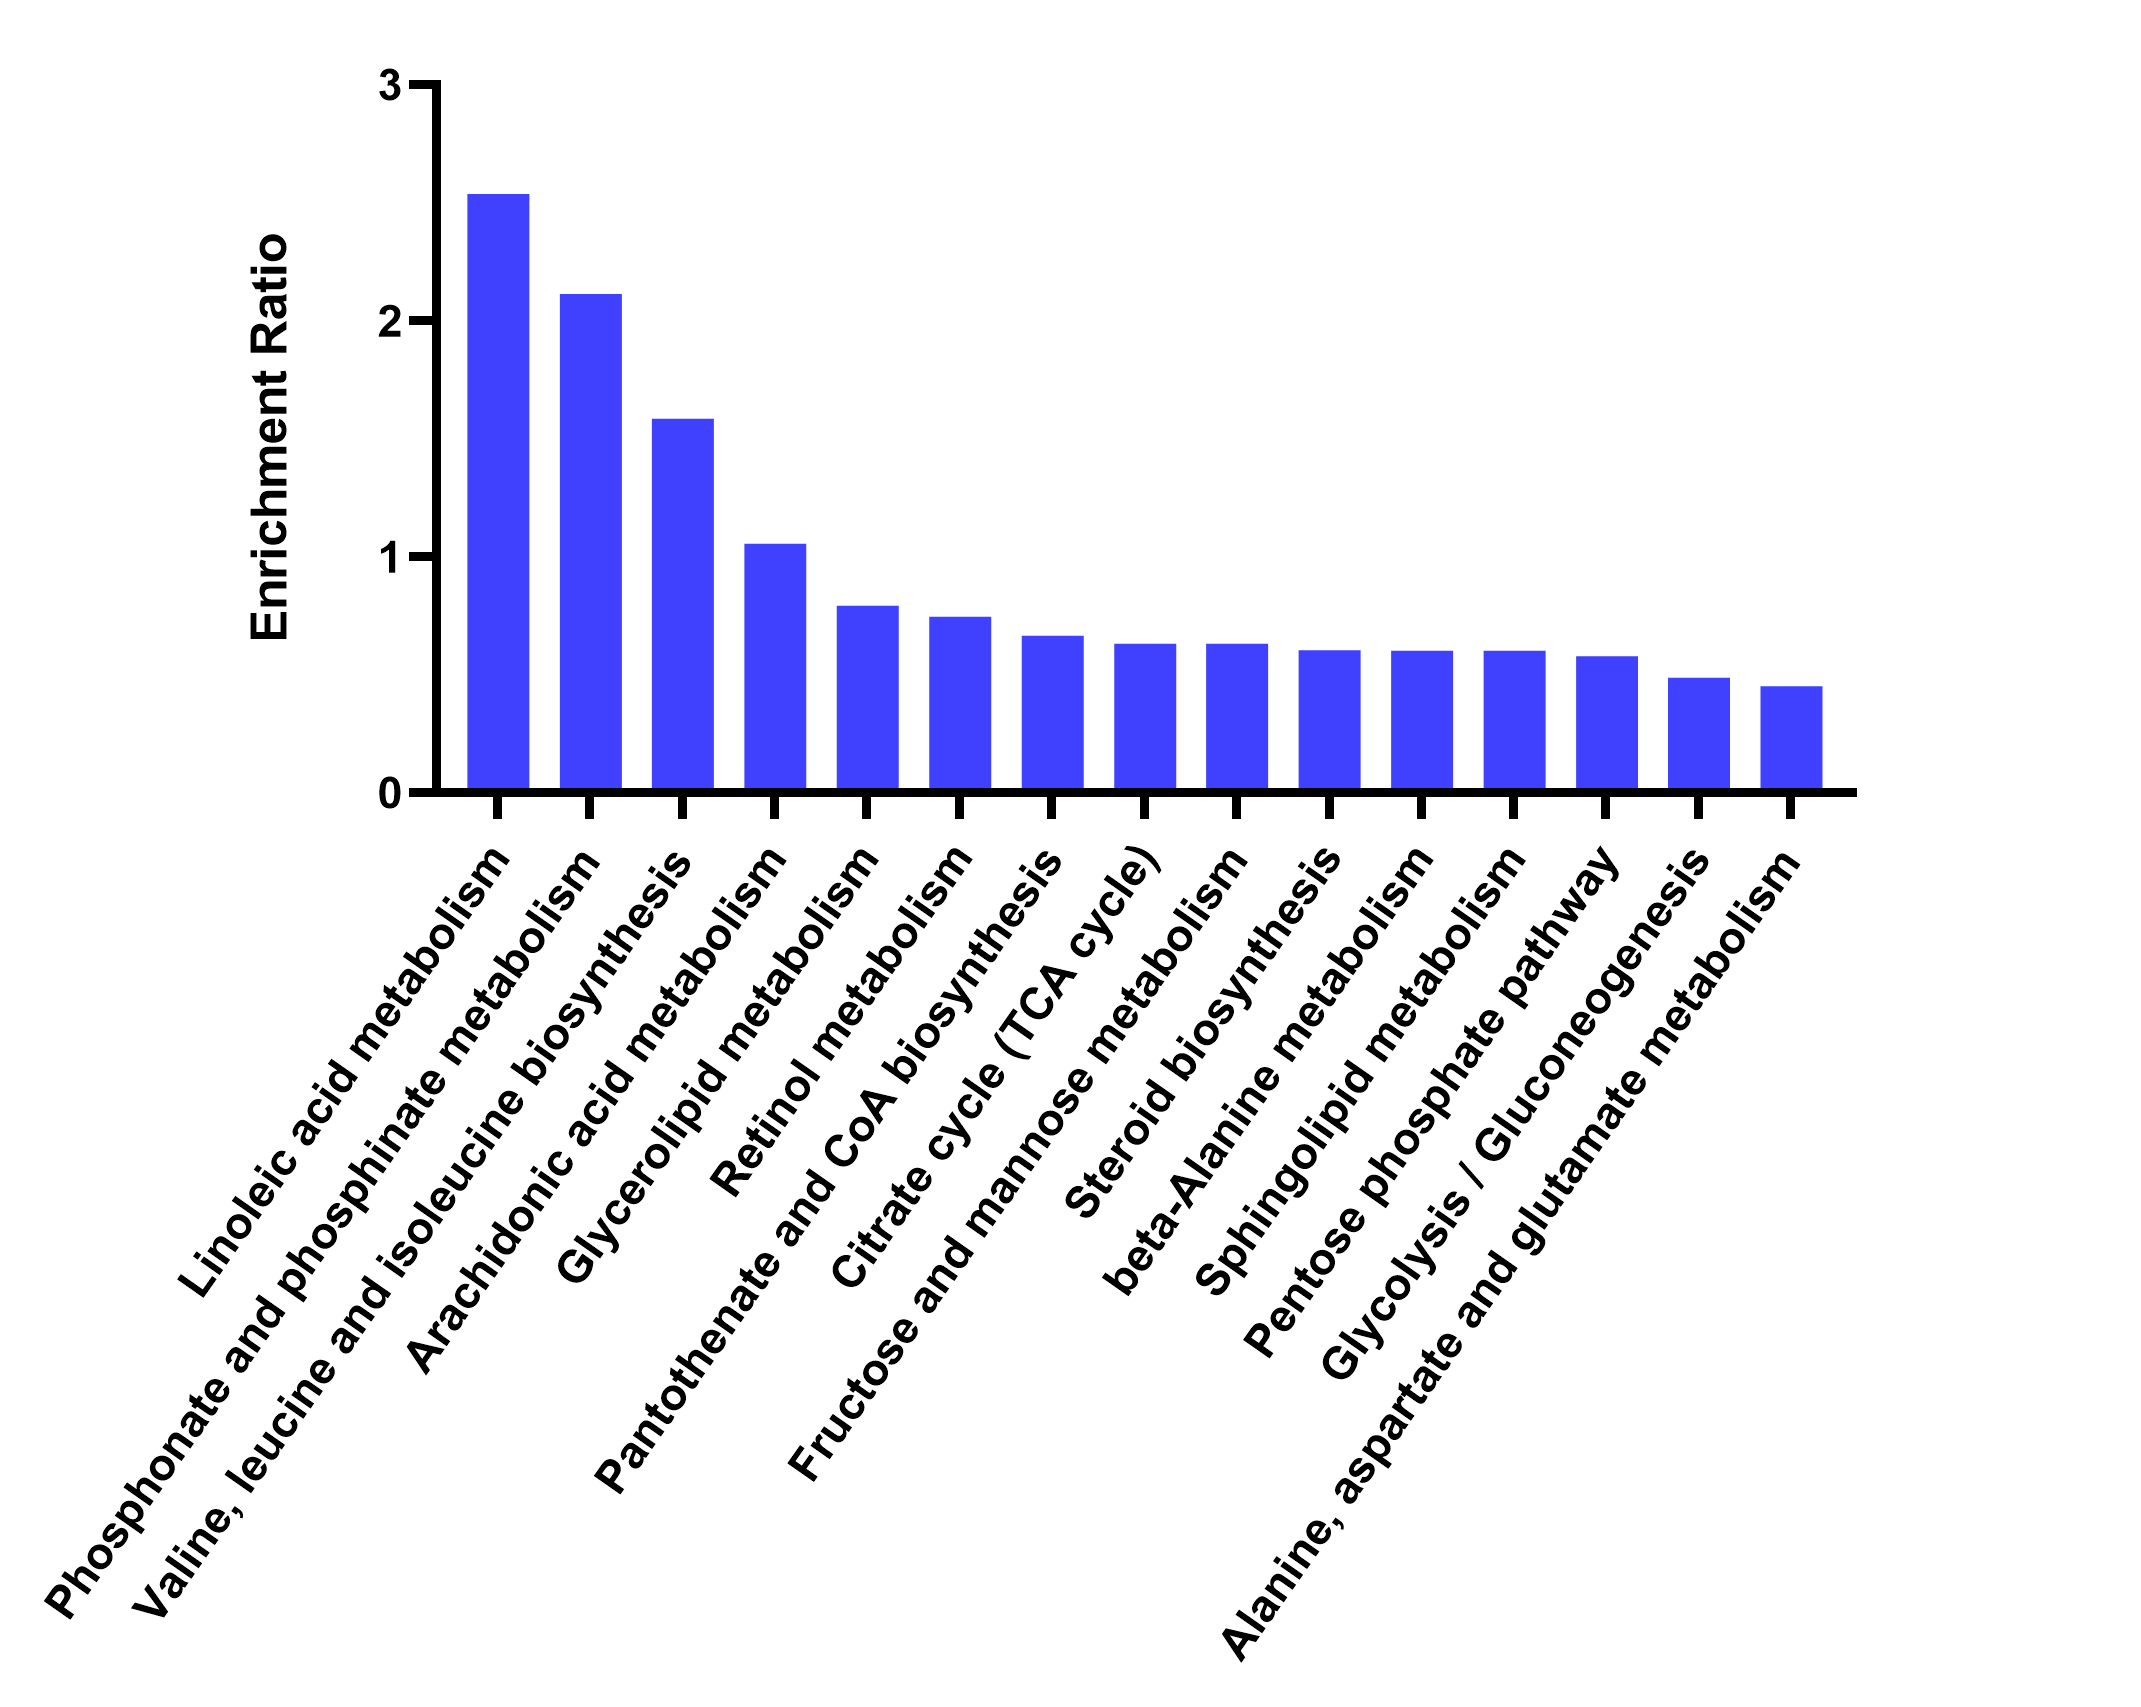 Enrichment Ratio
3
2
1
0
Linoleic acid metabolism
Phosphonate and phosphinate metabolism
Valine, leucine and isoleucine biosynthesis
Arachidonic acid metabolism
Glycerolipid metabolism
Retinol metabolism
Pantothenate and CoA biosynthesis
Citrate cycle (TCA cycle)
Fructose and mannose metabolism
Steroid biosynthesis
beta-Alanine metabolism
Sphingolipid metabolism
Pentose phosphate pathway
Glycolysis / Gluconeogenesis
Alanine, aspartate and glutamate metabolism